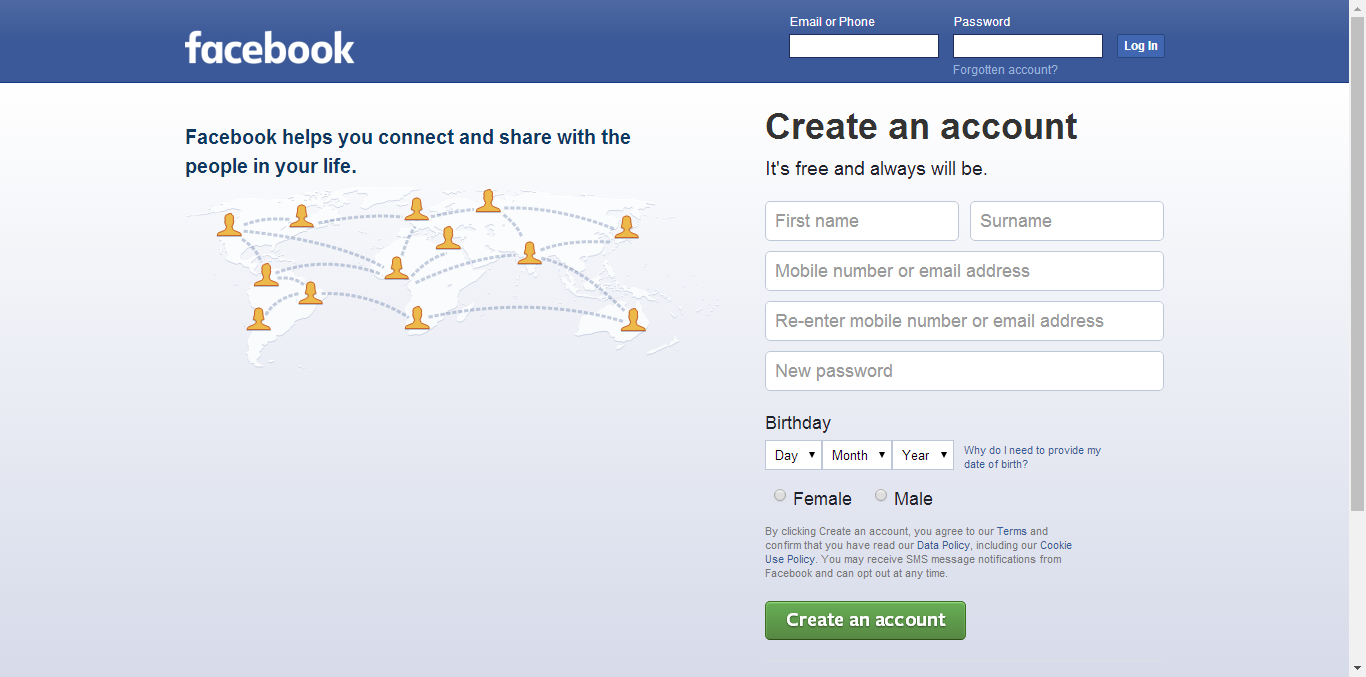 facebook
Email or Phone
Password
Log In
Forgotten account?
Facebook helps you connect and share with the
people in your life.
Create an account
It's free and always will be.
First name
Surname
Mobile number or email address
Re-enter mobile number or email address
New password
Birthday
Day
Month
Year
Why do I need to provide my
date of birth?
Female
Male
By clicking Create an account, you agree to our Terms and
confirm that you have read our Data Policy, including our Cookie
Use Policy. You may receive SMS message notifications from
Facebook and can opt out at any time.
Create an account